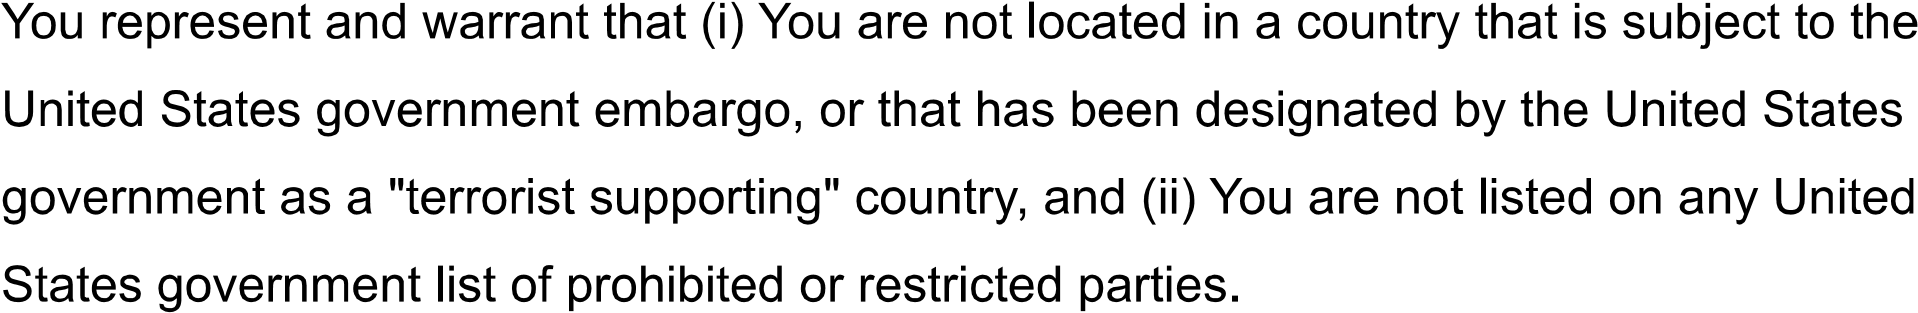 You represent and warrant that (i) You are not located in a country that is subject to the
United States government embargo, or that has been designated by the United States
government as a "terrorist supporting" country, and (ii) You are not listed on any United
States government list of prohibited or restricted parties.